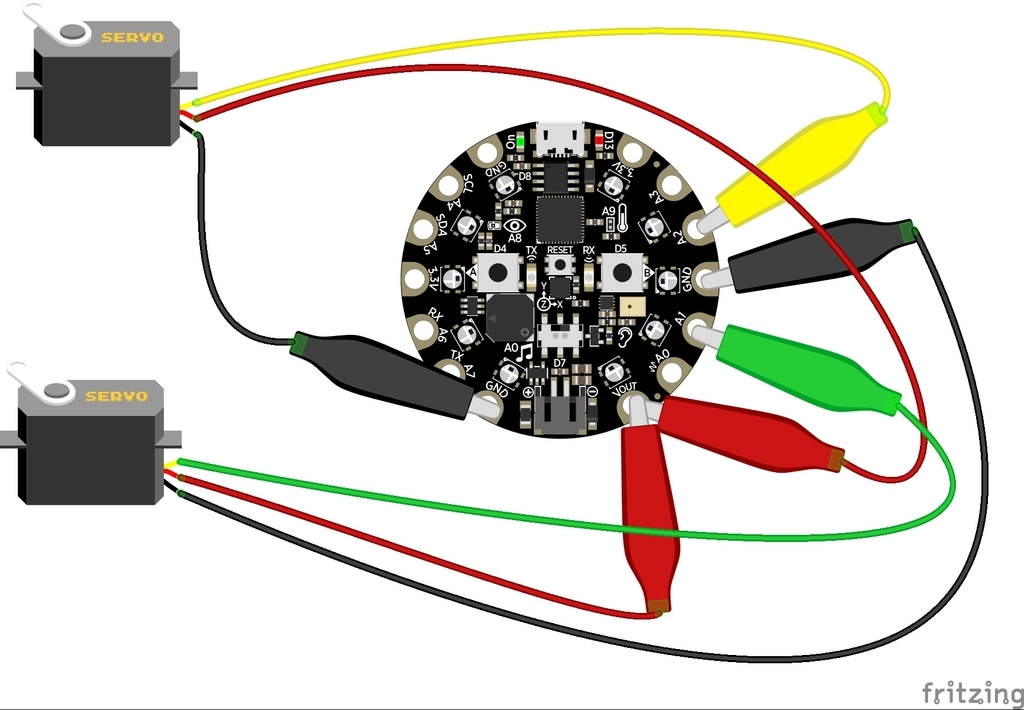 SERVO
SERVO
On
D13
GND
D8
3.3V
SCL
A4
A9
A3
SDA
A5
A8
A2
D4
TX
RESET
RX
D5
3.3V
A
B
GND
Y
Z
X
RX
A6
A1
TX
A7
A0
D7
A0
GND
VOUT
fritzing